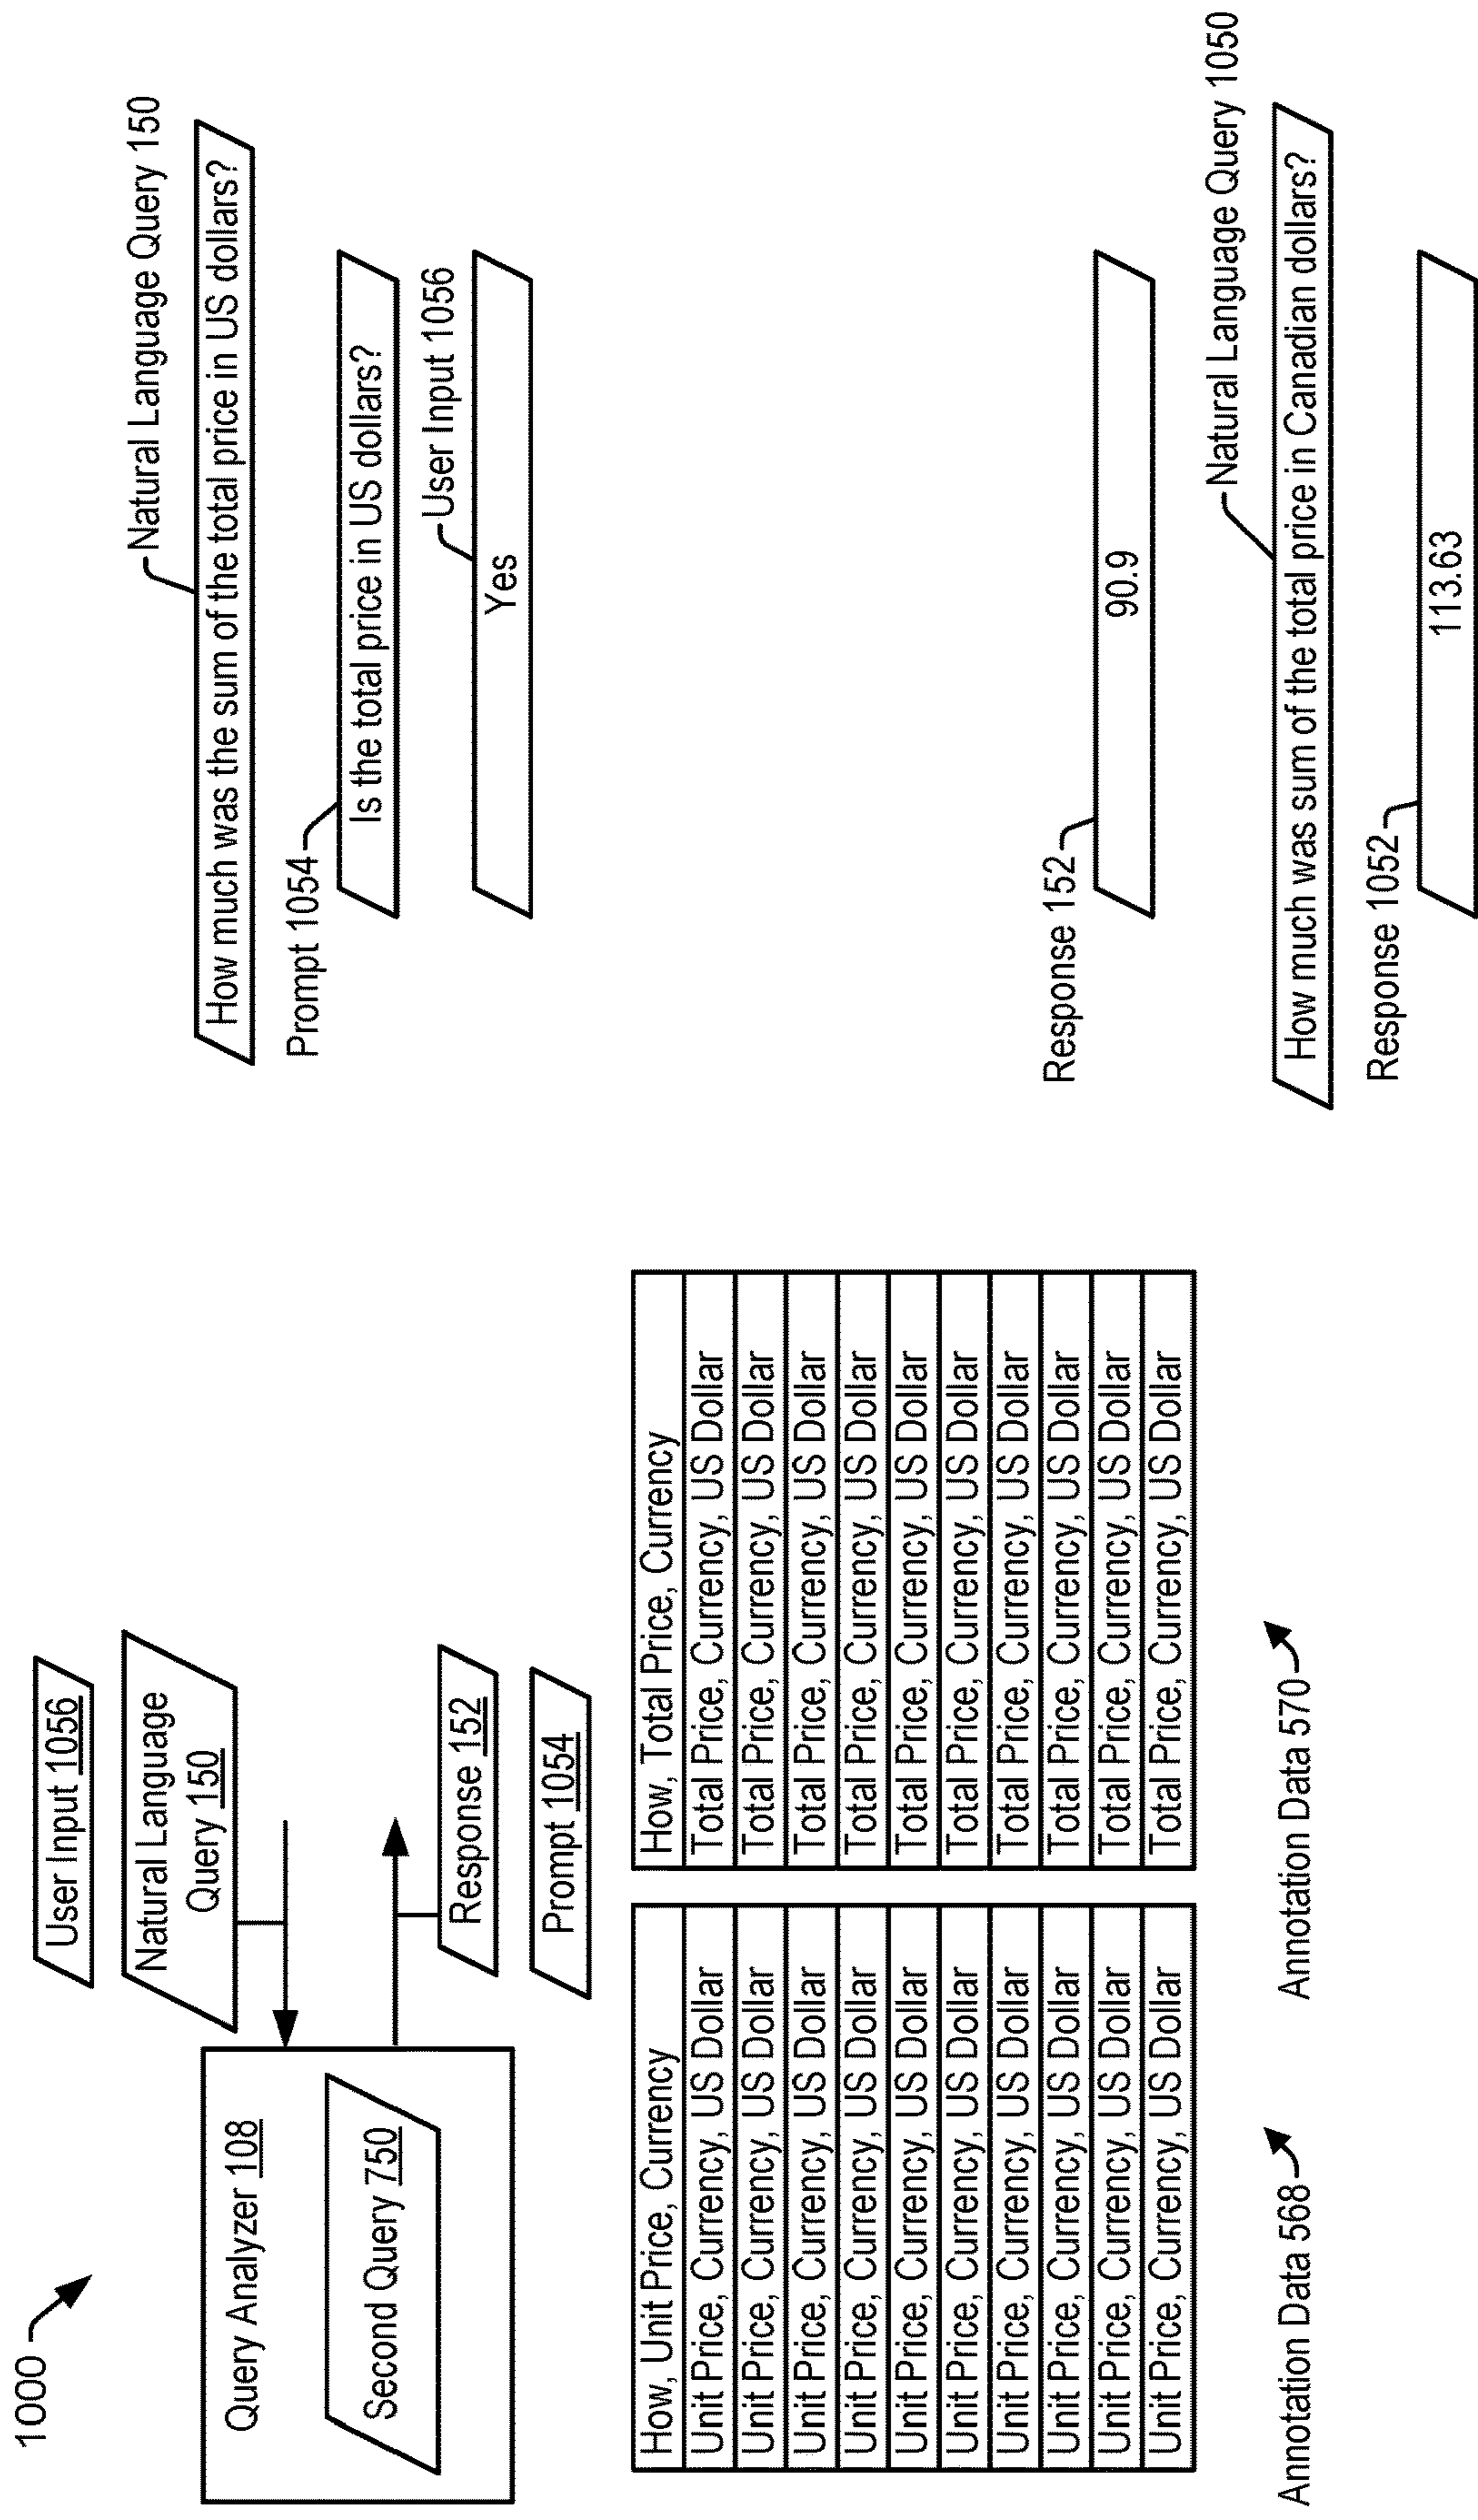 1000
Query Analyzer 108
Second Query 750
User Input 1056
Natural Language
Query 150
Response 152
Prompt 1054
How, Unit Price, Currency
Unit Price, Currency, US Dollar
Unit Price, Currency, US Dollar
Unit Price, Currency, US Dollar
Unit Price, Currency, US Dollar
Unit Price, Currency, US Dollar
Unit Price, Currency, US Dollar
Unit Price, Currency, US Dollar
Unit Price, Currency, US Dollar
Unit Price, Currency, US Dollar
Unit Price, Currency, US Dollar
Annotation Data 568
How, Total Price, Currency
Total Price, Currency, US Dollar
Total Price, Currency, US Dollar
Total Price, Currency, US Dollar
Total Price, Currency, US Dollar
Total Price, Currency, US Dollar
Total Price, Currency, US Dollar
Total Price, Currency, US Dollar
Total Price, Currency, US Dollar
Total Price, Currency, US Dollar
Total Price, Currency, US Dollar
Annotation Data 570
Natural Language Query 150
How much was the sum of the total price in US dollars?
Prompt 1054
Is the total price in US dollars?
User Input 1056
Yes
Response 152
90.9
Natural Language Query 1050
How much was sum of the total price in Canadian dollars?
Response 1052
113.63